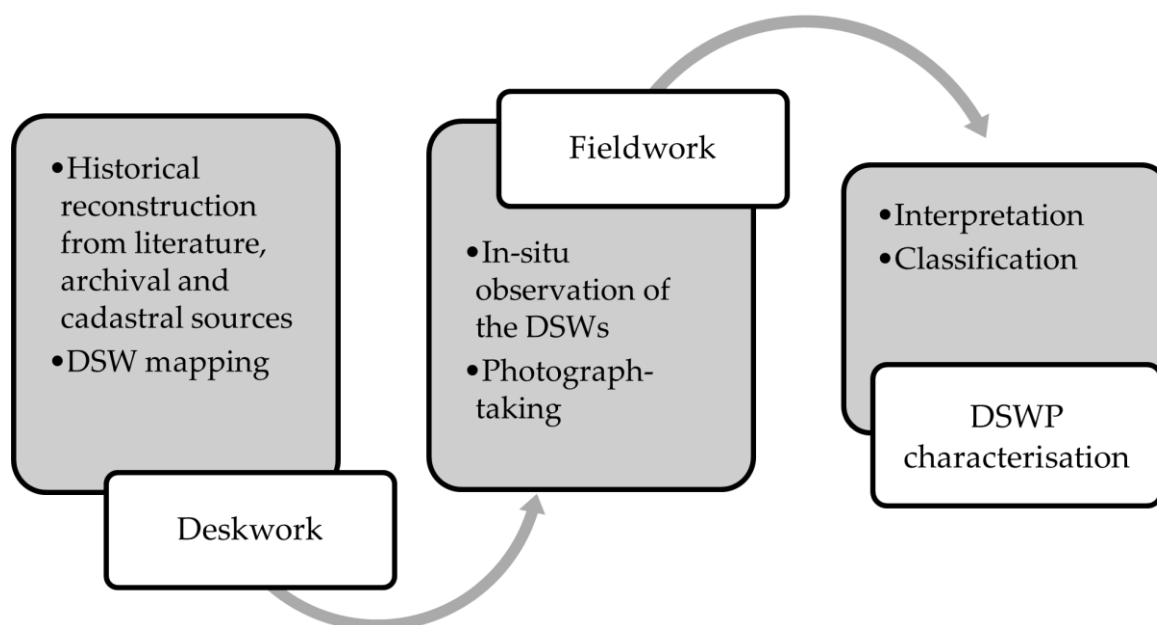 •Historical
reconstruction
from literature,
archival and
cadastral sources
•DSW mapping
Deskwork
Fieldwork
•In-situ
observation of
the DSWs
•Photograph-
taking
•Interpretation
•Classification
DSWP
characterisation